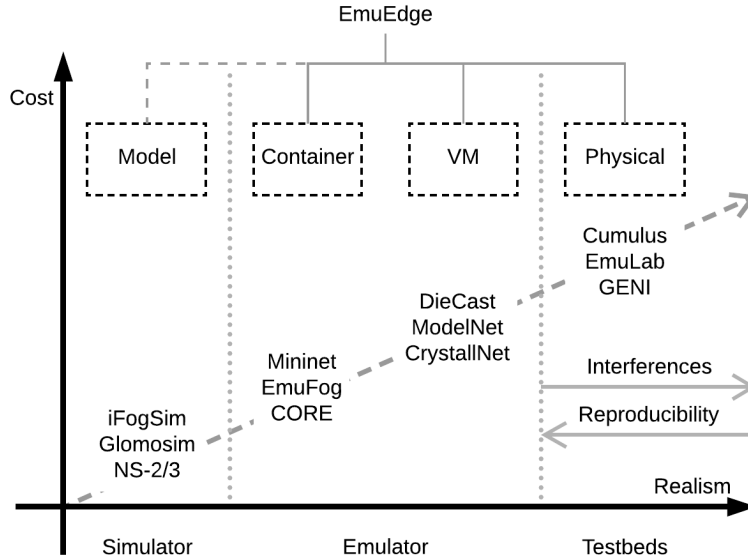 EmuEdge
Cost
Model
Container
VM
Physical
Cumulus
EmuLab
GENI
DieCast
ModelNet
CrystallNet
Mininet
EmuFog
CORE
iFogSim
Glomosim
NS-2/3
Interferences
Reproducibility
Realism
Simulator
Emulator
Testbeds